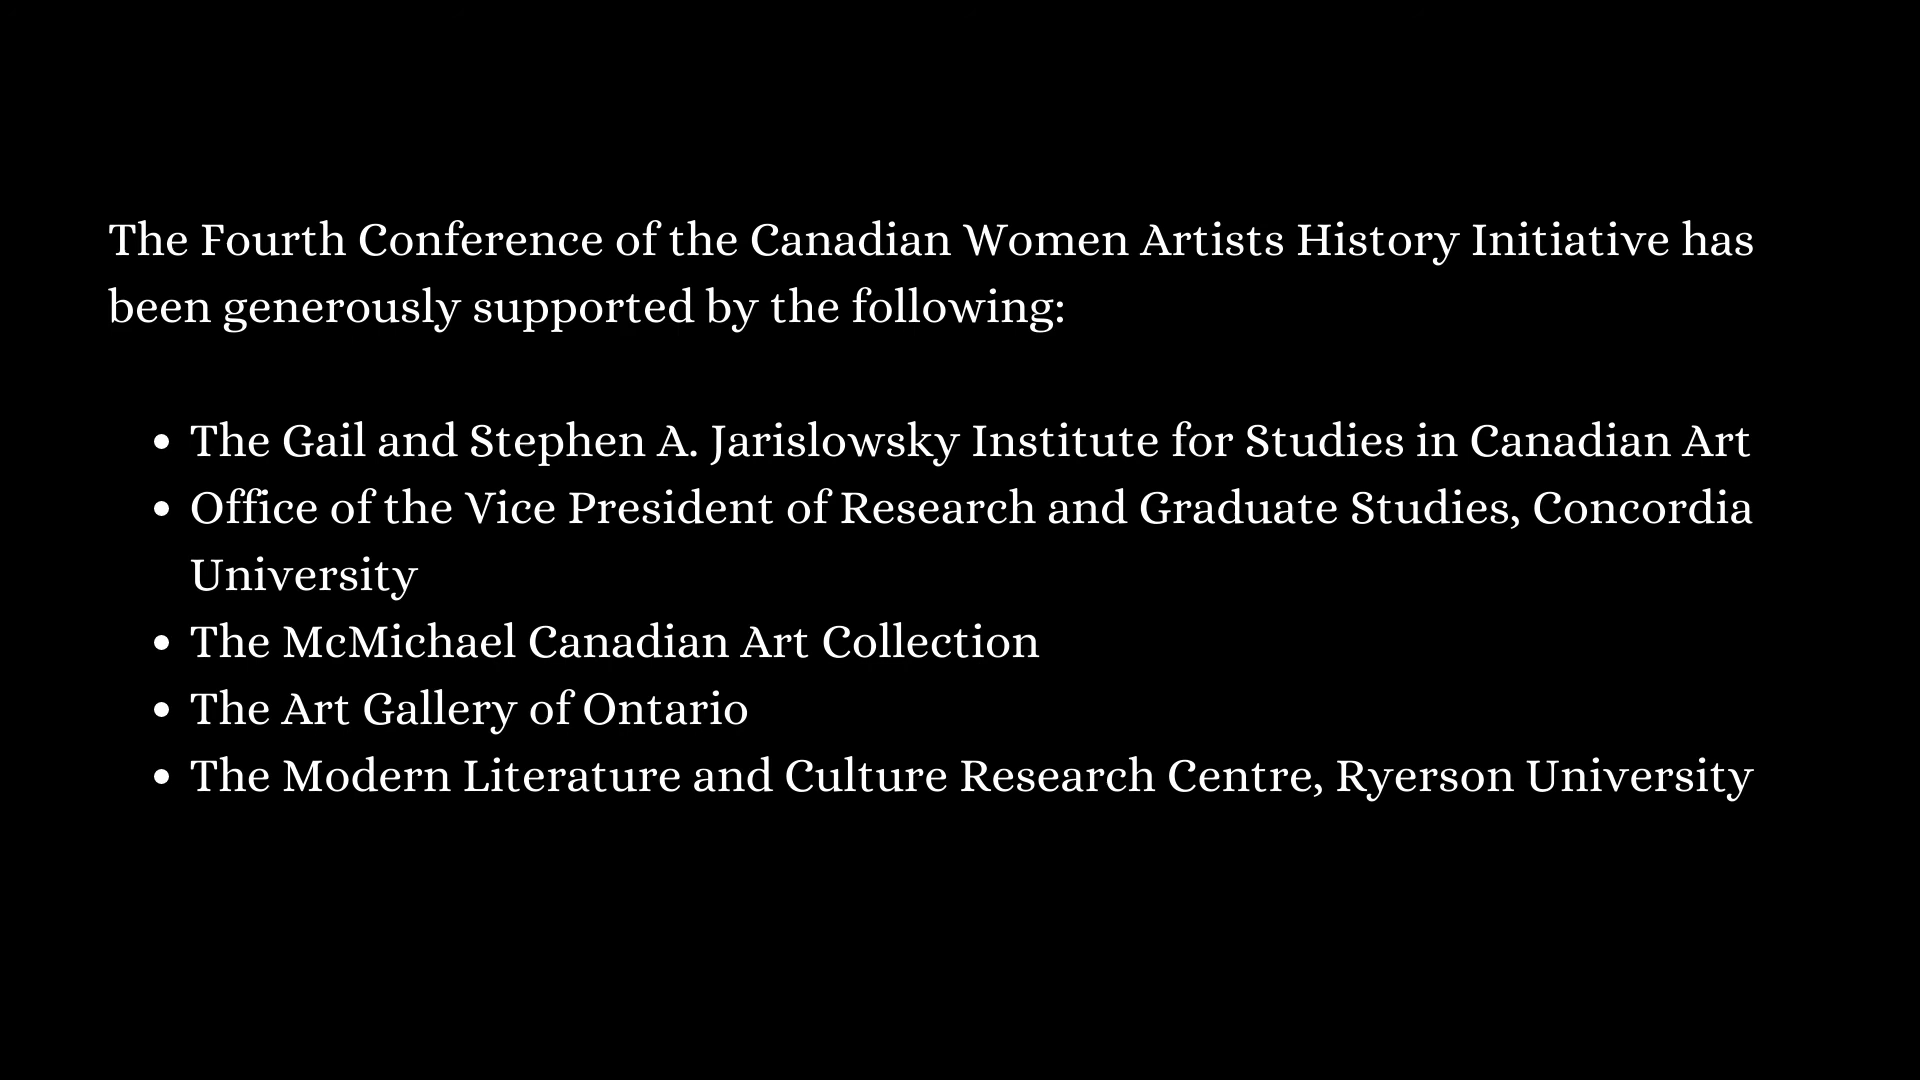 The Fourth Conference of the Canadian Women Artists History Initiative has
been generously supported by the following:
• The Gail and Stephen A. Jarislowsky Institute for Studies in Canadian Art
• Office of the Vice President of Research and Graduate Studies, Concordia
University
• The McMichael Canadian Art Collection
• The Art Gallery of Ontario
• The Modern Literature and Culture Research Centre, Ryerson University